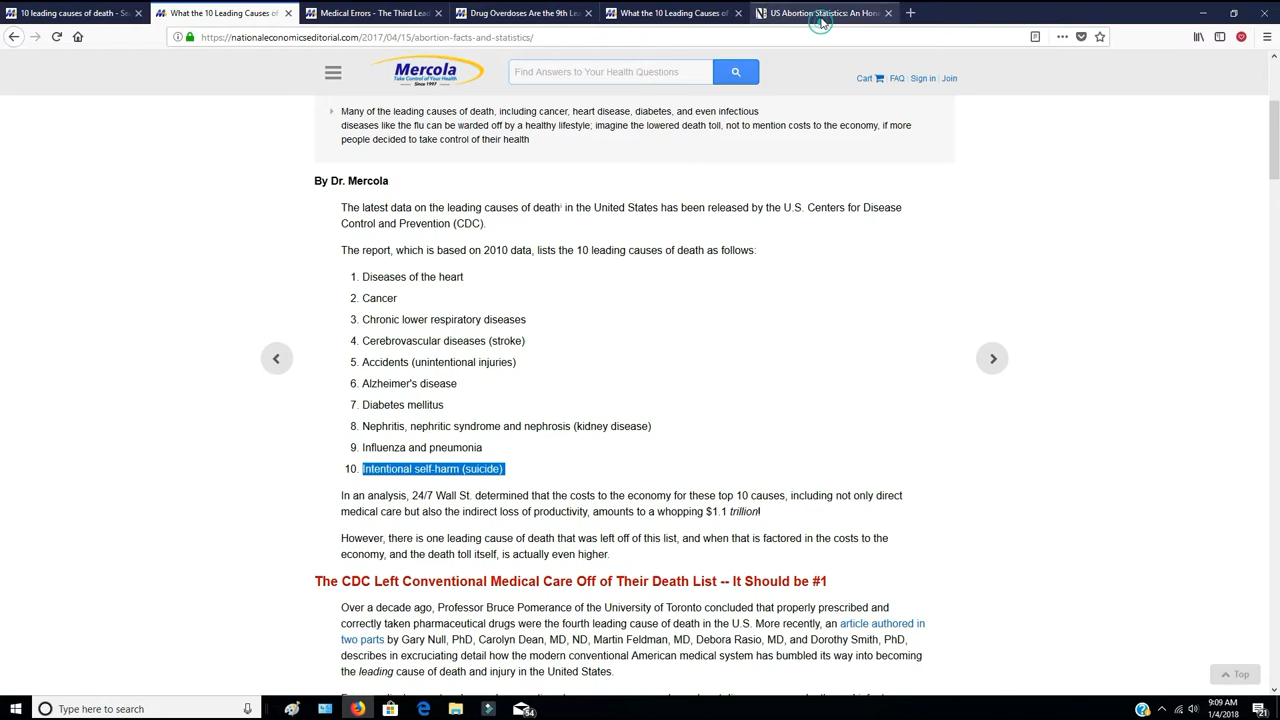 10 leading causes of death - S
What the 10 Leading Causes of
Medical Errors - The Third Lead
Drug Overdoses Are the 9th Le
What the 10 Leading Causes of
US Abortion Statistics: An Hon
https://nationaleconomicseditorial.com/2017/04/15/abortion-facts-and-statistics/
Mercola
Take Control of Your Health
Since 1997
Find Answers to Your Health Questions
Cart FAQ | Sign in | Join
Many of the leading causes of death, including cancer, heart disease, diabetes, and even infectious
diseases like the flu can be warded off by a healthy lifestyle; imagine the lowered death toll, not to mention costs to the economy, if more
people decided to take control of their health
By Dr. Mercola
The latest data on the leading causes of death in the United States has been released by the U.S. Centers for Disease
Control and Prevention (CDC).
The report, which is based on 2010 data, lists the 10 leading causes of death as follows:
1. Diseases of the heart
2. Cancer
3. Chronic lower respiratory diseases
4. Cerebrovascular diseases (stroke)
5. Accidents (unintentional injuries)
6. Alzheimer's disease
7. Diabetes mellitus
8. Nephritis, nephritic syndrome and nephrosis (kidney disease)
9. Influenza and pneumonia
10. Intentional self-harm (suicide)
In an analysis, 24/7 Wall St. determined that the costs to the economy for these top 10 causes, including not only direct
medical care but also the indirect loss of productivity, amounts to a whopping $1.1 trillion!
However, there is one leading cause of death that was left off of this list, and when that is factored in the costs to the
economy, and the death toll itself, is actually even higher.
The CDC Left Conventional Medical Care Off of Their Death List -- It Should be #1
Over a decade ago, Professor Bruce Pomerance of the University of Toronto concluded that properly prescribed and
correctly taken pharmaceutical drugs were the fourth leading cause of death in the U.S. More recently, an article authored in
two parts by Gary Null, PhD, Carolyn Dean, MD, ND, Martin Feldman, MD, Debora Rasio, MD, and Dorothy Smith, PhD,
describes in excruciating detail how the modern conventional American medical system has bumbled its way into becoming
the leading cause of death and injury in the United States.
Top
Type here to search
54
9:09 AM
1/4/2018
21